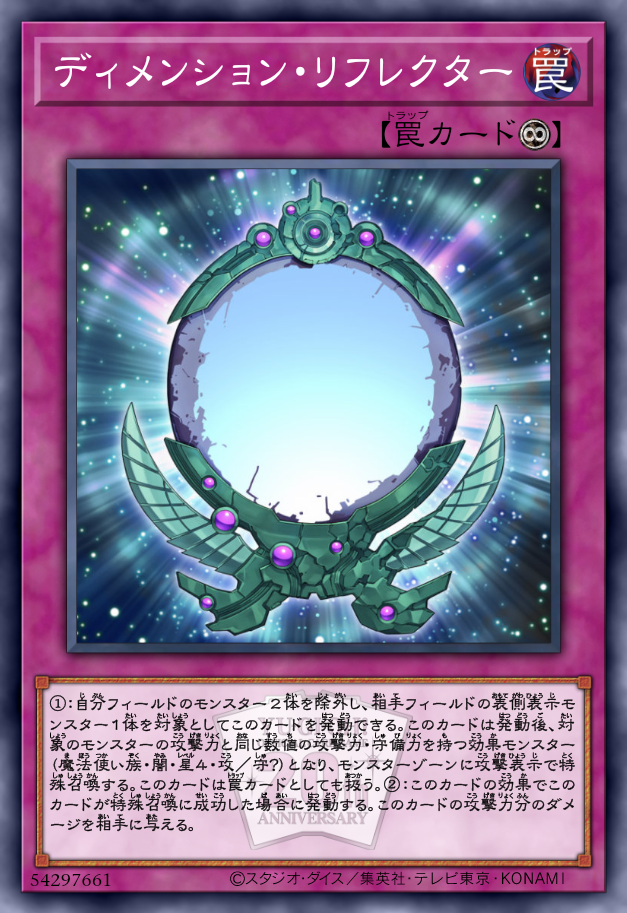 ディメンション・リフレクター 罠
【罠カード】
①:自分フィールドのモンスター2体を除外し、相手フィールドの表側表示モ
ンスター1体を対象としてこのカードを発動できる。このカードは発動後、対
象のモンスターの攻撃力と同じ数値の攻撃力・守備力を持つ効果モンスター
(魔法使い族・闇・星4・攻/守?)となり、モンスターゾーンに攻撃表示で特
殊召喚する。このカードは罠カードとしても扱う。②:このカードの効果でこの
カードが特殊召喚に成功した場合に発動する。このカードの攻撃力分のダメ
ージを相手に与える。
ANNIVERSARY
54297661 ©スタジオ・ダイス/集英社・テレビ東京・KONAMI